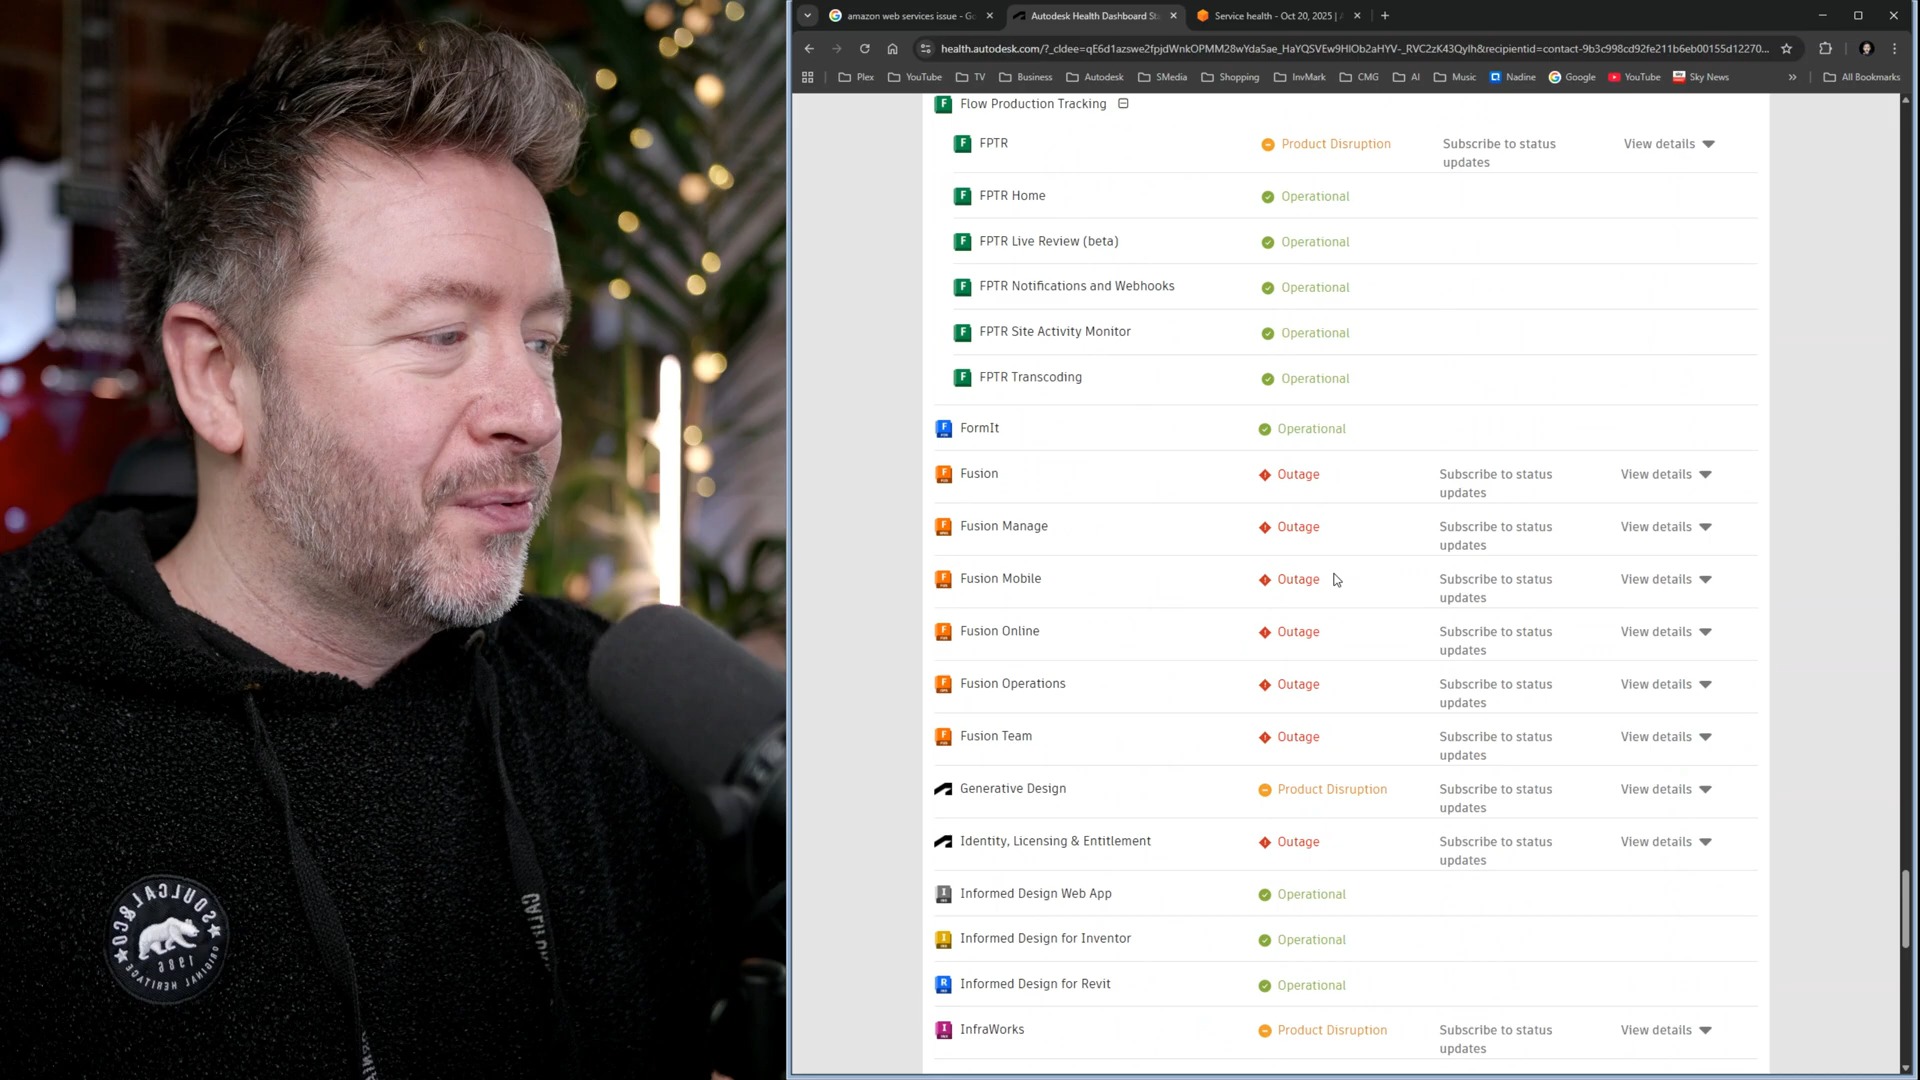 amazon web services issue - Go
Autodesk Health Dashboard St
Service health - Oct 20, 2025 |
health.autodesk.com/?_cldee=qE6d1azswe2fpjdWnkOPMM28wYda5ae_HaYQSVEw9HlOb2aHYV-_RVC2zK43QyIh&recipientid=contact-9b3c998cd92fe211b6eb00155d12270...
Plex YouTube TV Business Autodesk SMedia Shopping InvMark CMG AI Music Nadine Google YouTube Sky News » All Bookmarks
Flow Production Tracking
FPTR Product Disruption Subscribe to status View details
updates
FPTR Home Operational
FPTR Live Review (beta) Operational
FPTR Notifications and Webhooks Operational
FPTR Site Activity Monitor Operational
FPTR Transcoding Operational
FormIt Operational
Fusion Outage Subscribe to status View details
updates
Fusion Manage Outage Subscribe to status View details
updates
Fusion Mobile Outage Subscribe to status View details
updates
Fusion Online Outage Subscribe to status View details
updates
Fusion Operations Outage Subscribe to status View details
updates
Fusion Team Outage Subscribe to status View details
updates
Generative Design Product Disruption Subscribe to status View details
updates
Identity, Licensing & Entitlement Outage Subscribe to status View details
updates
Informed Design Web App Operational
Informed Design for Inventor Operational
Informed Design for Revit Operational
InfraWorks Product Disruption Subscribe to status View details
updates
SOULCAL&CO
ORIGINAL HERITAGE
1986